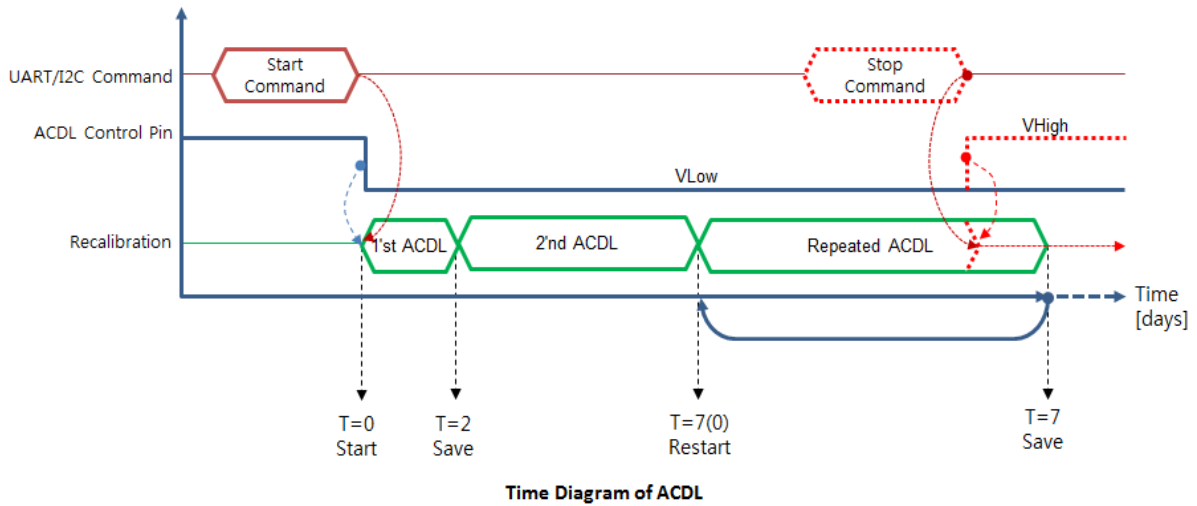 UART/I2C Command
Start
Command
Stop
Command
ACDL Control Pin
VHigh
VLow
Recalibration
1'st ACDL
2'nd ACDL
Repeated ACDL
Time
[days]
T=0
Start
T=2
Save
T=7(0)
Restart
T=7
Save
Time Diagram of ACDL